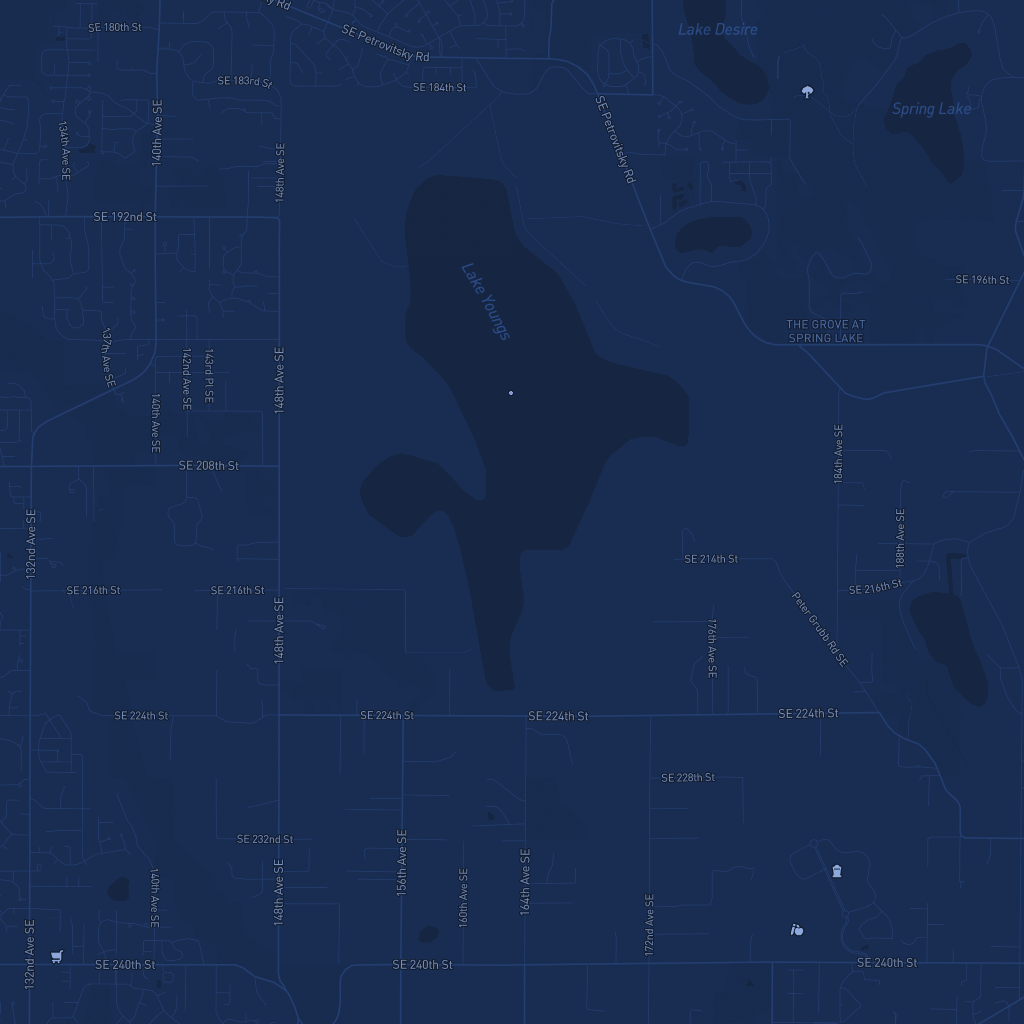 SE 180th St
SE Petrovitsky Rd
Lake Desire
SE 183rd St
SE 184th St
Spring Lake
140th Ave SE
134th Ave SE
148th Ave SE
SE Petrovitsky Rd
SE 192nd St
Lake Youngs
SE 196th St
THE GROVE AT
SPRING LAKE
137th Ave SE
142nd Ave SE
143rd Pl SE
148th Ave SE
140th Ave SE
184th Ave SE
SE 208th St
132nd Ave SE
188th Ave SE
SE 214th St
SE 216th St
SE 216th St
SE 216th St
148th Ave SE
176th Ave SE
Peter Grubb Rd SE
SE 224th St
SE 224th St
SE 224th St
SE 224th St
SE 228th St
SE 232nd St
156th Ave SE
148th Ave SE
140th Ave SE
160th Ave SE
164th Ave SE
172nd Ave SE
132nd Ave SE
SE 240th St
SE 240th St
SE 240th St